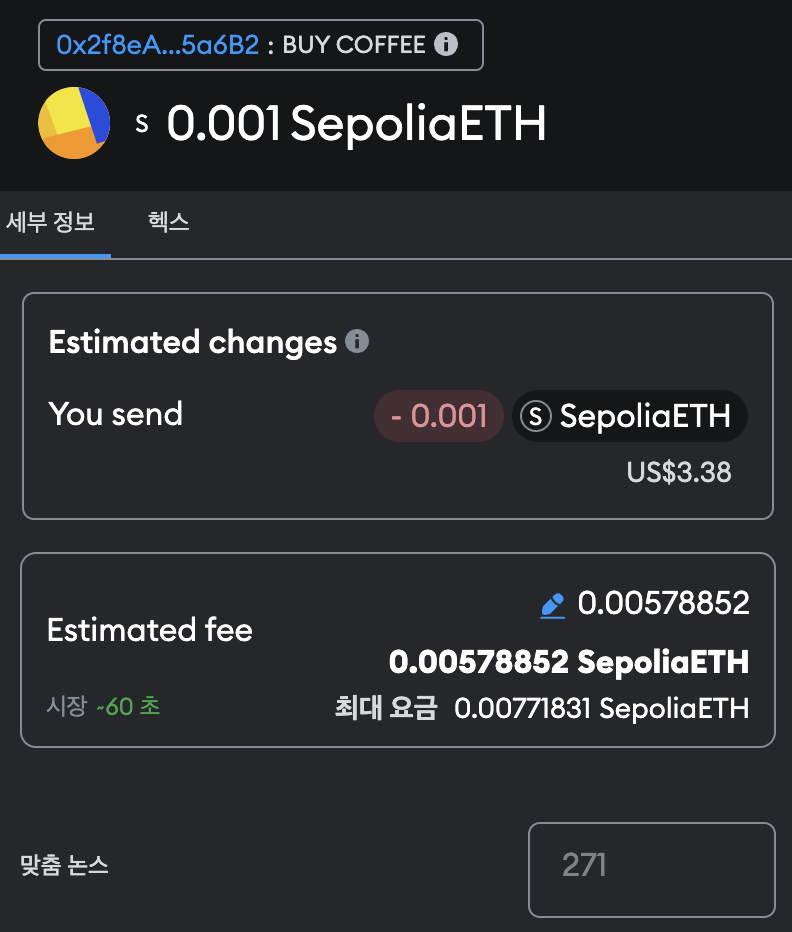 0x2f8eA...5a6B2 : BUY COFFEE
S 0.001 SepoliaETH
세부 정보 헥스
Estimated changes
You send - 0.001 S SepoliaETH
US$3.38
0.00578852
Estimated fee
0.00578852 SepoliaETH
시장 ~60 초 최대 요금 0.00771831 SepoliaETH
맞춤 논스 271